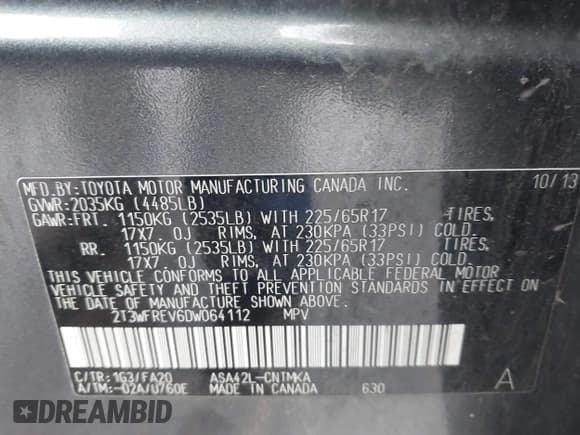 MFD.BY:TOYOTA MOTOR MANUFACTURING CANADA INC. 10/13
GVWR:2035KG (4485LB)
GAWR:FRT. 1150KG (2535LB) WITH 225/65R17 TIRES,
17X7 OJ RIMS, AT 230KPA (33PSI) COLD.
RR. 1150KG (2535LB) WITH 225/65R17 TIRES,
17X7 OJ RIMS, AT 230KPA (33PSI) COLD.
THIS VEHICLE CONFORMS TO ALL APPLICABLE FEDERAL MOTOR
VEHICLE SAFETY AND THEFT PREVENTION STANDARDS IN EFFECT ON
THE DATE OF MANUFACTURE SHOWN ABOVE.
2T3WFREV6DW064112 MPV
C/TR:1G3/FA20 ASA42L-CNTMKA
A/TM:-02A/U760E MADE IN CANADA 630 A
DREAMBID